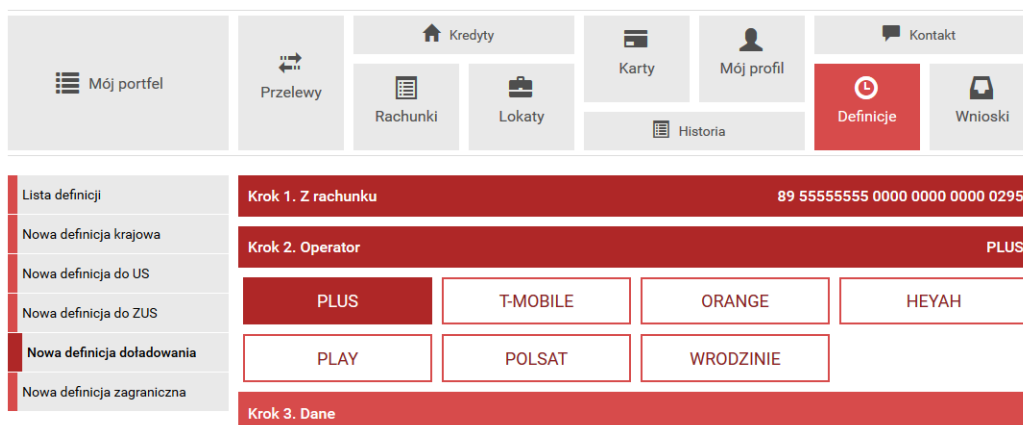 Mój portfel
Przelewy
Kredyty
Rachunki
Lokaty
Karty
Mój profil
Historia
Kontakt
Definicje
Wnioski
Lista definicji
Nowa definicja krajowa
Nowa definicja do US
Nowa definicja do ZUS
Nowa definicja doładowania
Nowa definicja zagraniczna
Krok 1. Z rachunku 89 55555555 0000 0000 0000 0295
Krok 2. Operator PLUS
PLUS T-MOBILE ORANGE HEYAH
PLAY POLSAT WRODZINIE
Krok 3. Dane